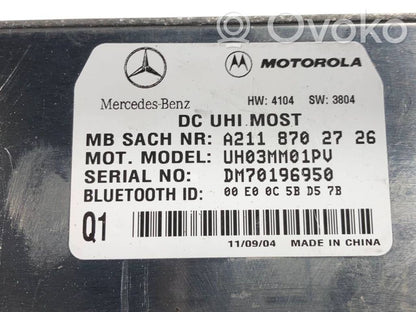 Ovoko
MOTOROLA
Mercedes-Benz HW: 4104 SW: 3804
DC UHI MOST
MB SACH NR: A211 870 27 26
MOT. MODEL: UH03MM01PV
SERIAL NO: DM70196950
BLUETOOTH ID: 00 E0 0C 5B D5 7B
Q1
11/09/04 MADE IN CHINA